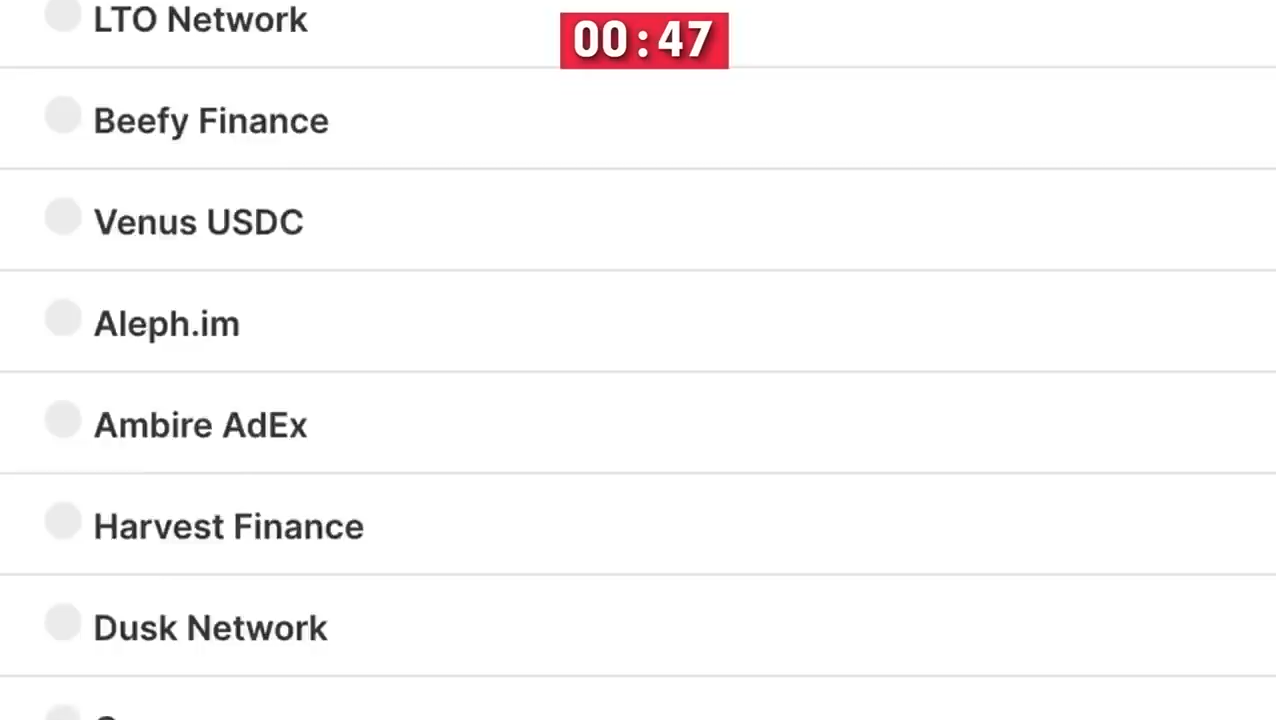 LTO Network
00:47
Beefy Finance
Venus USDC
Aleph.im
Ambire AdEx
Harvest Finance
Dusk Network